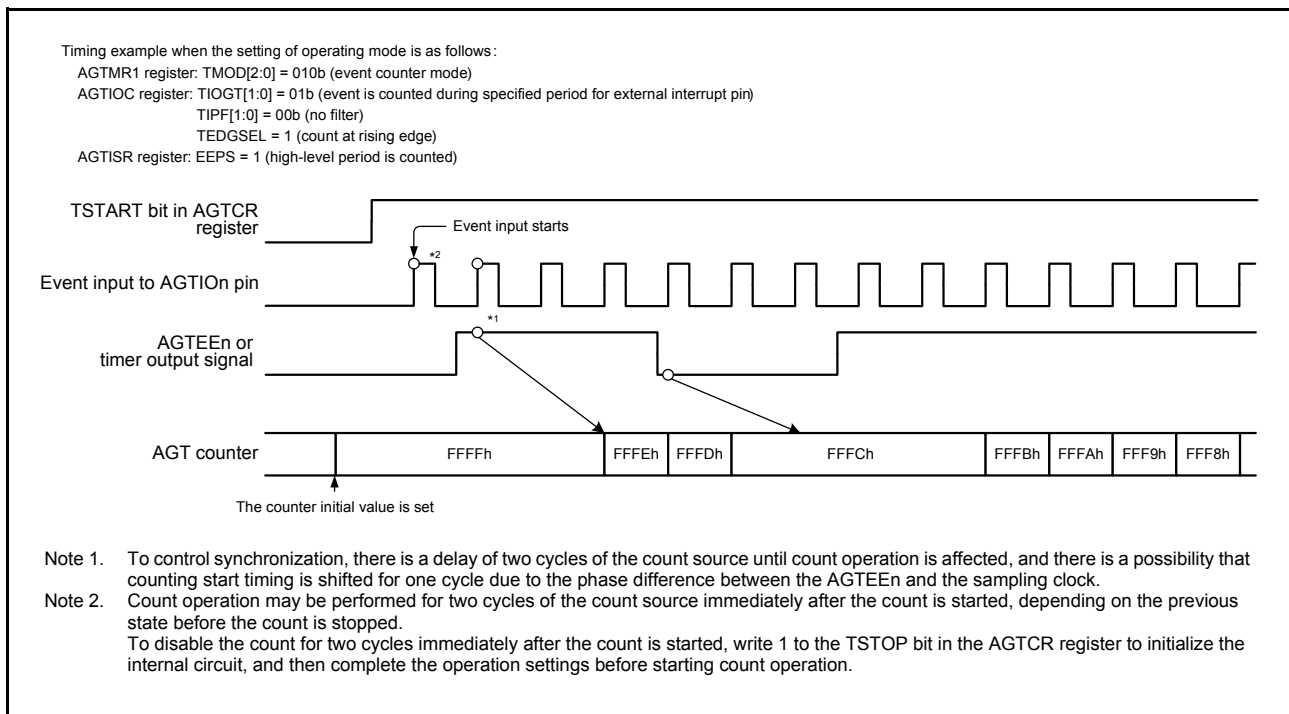 Timing example when the setting of operating mode is as follows:
AGTMR1 register: TMOD[2:0] = 010b (event counter mode)
AGTIOC register: TIOGT[1:0] = 01b (event is counted during specified period for external interrupt pin)
TIPF[1:0] = 00b (no filter)
TEDGSEL = 1 (count at rising edge)
AGTISR register: EEPS = 1 (high-level period is counted)
TSTART bit in AGTCR
register
Event input starts
*2
Event input to AGTIOn pin
*1
AGTEEn or
timer output signal
AGT counter
FFFFh FFFEh FFFDh FFFCh FFFBh FFFAh FFF9h FFF8h
The counter initial value is set
Note 1. To control synchronization, there is a delay of two cycles of the count source until count operation is affected, and there is a possibility that
counting start timing is shifted for one cycle due to the phase difference between the AGTEEn and the sampling clock.
Note 2. Count operation may be performed for two cycles of the count source immediately after the count is started, depending on the previous
state before the count is stopped.
To disable the count for two cycles immediately after the count is started, write 1 to the TSTOP bit in the AGTCR register to initialize the
internal circuit, and then complete the operation settings before starting count operation.